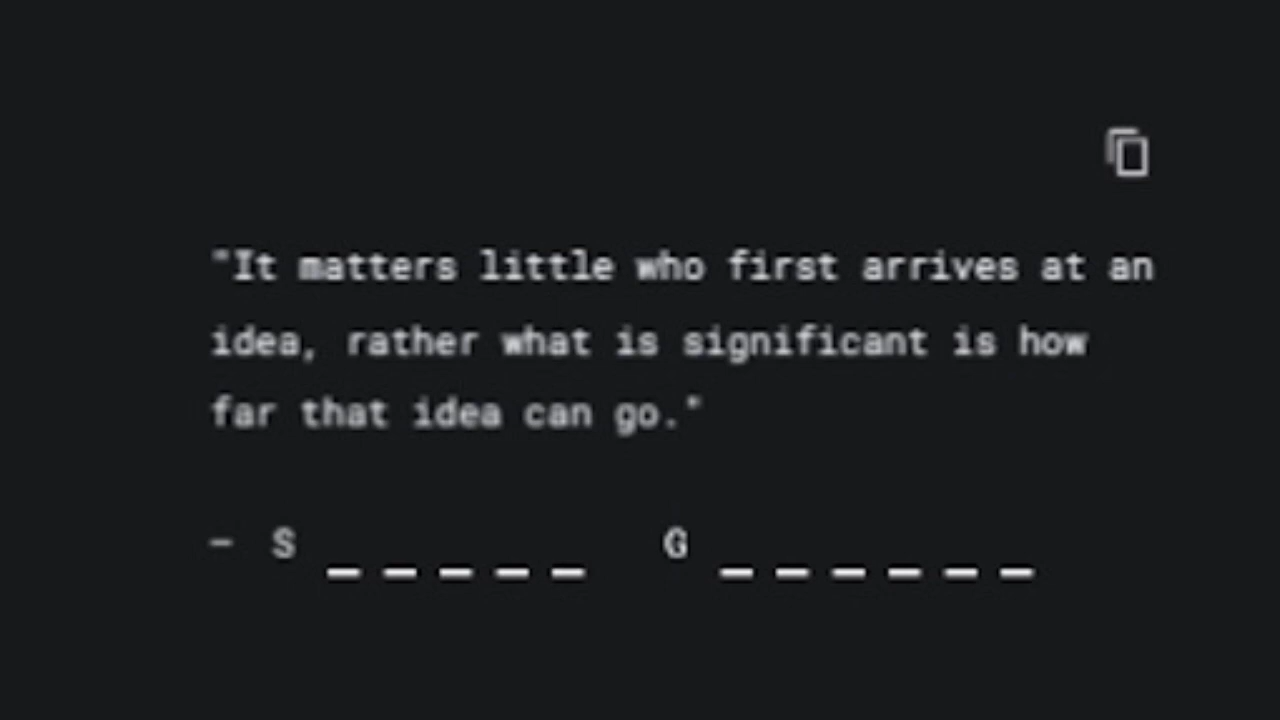 "It matters little who first arrives at an
idea, rather what is significant is how
far that idea can go."
– S _ _ _ _ _ G _ _ _ _ _ _